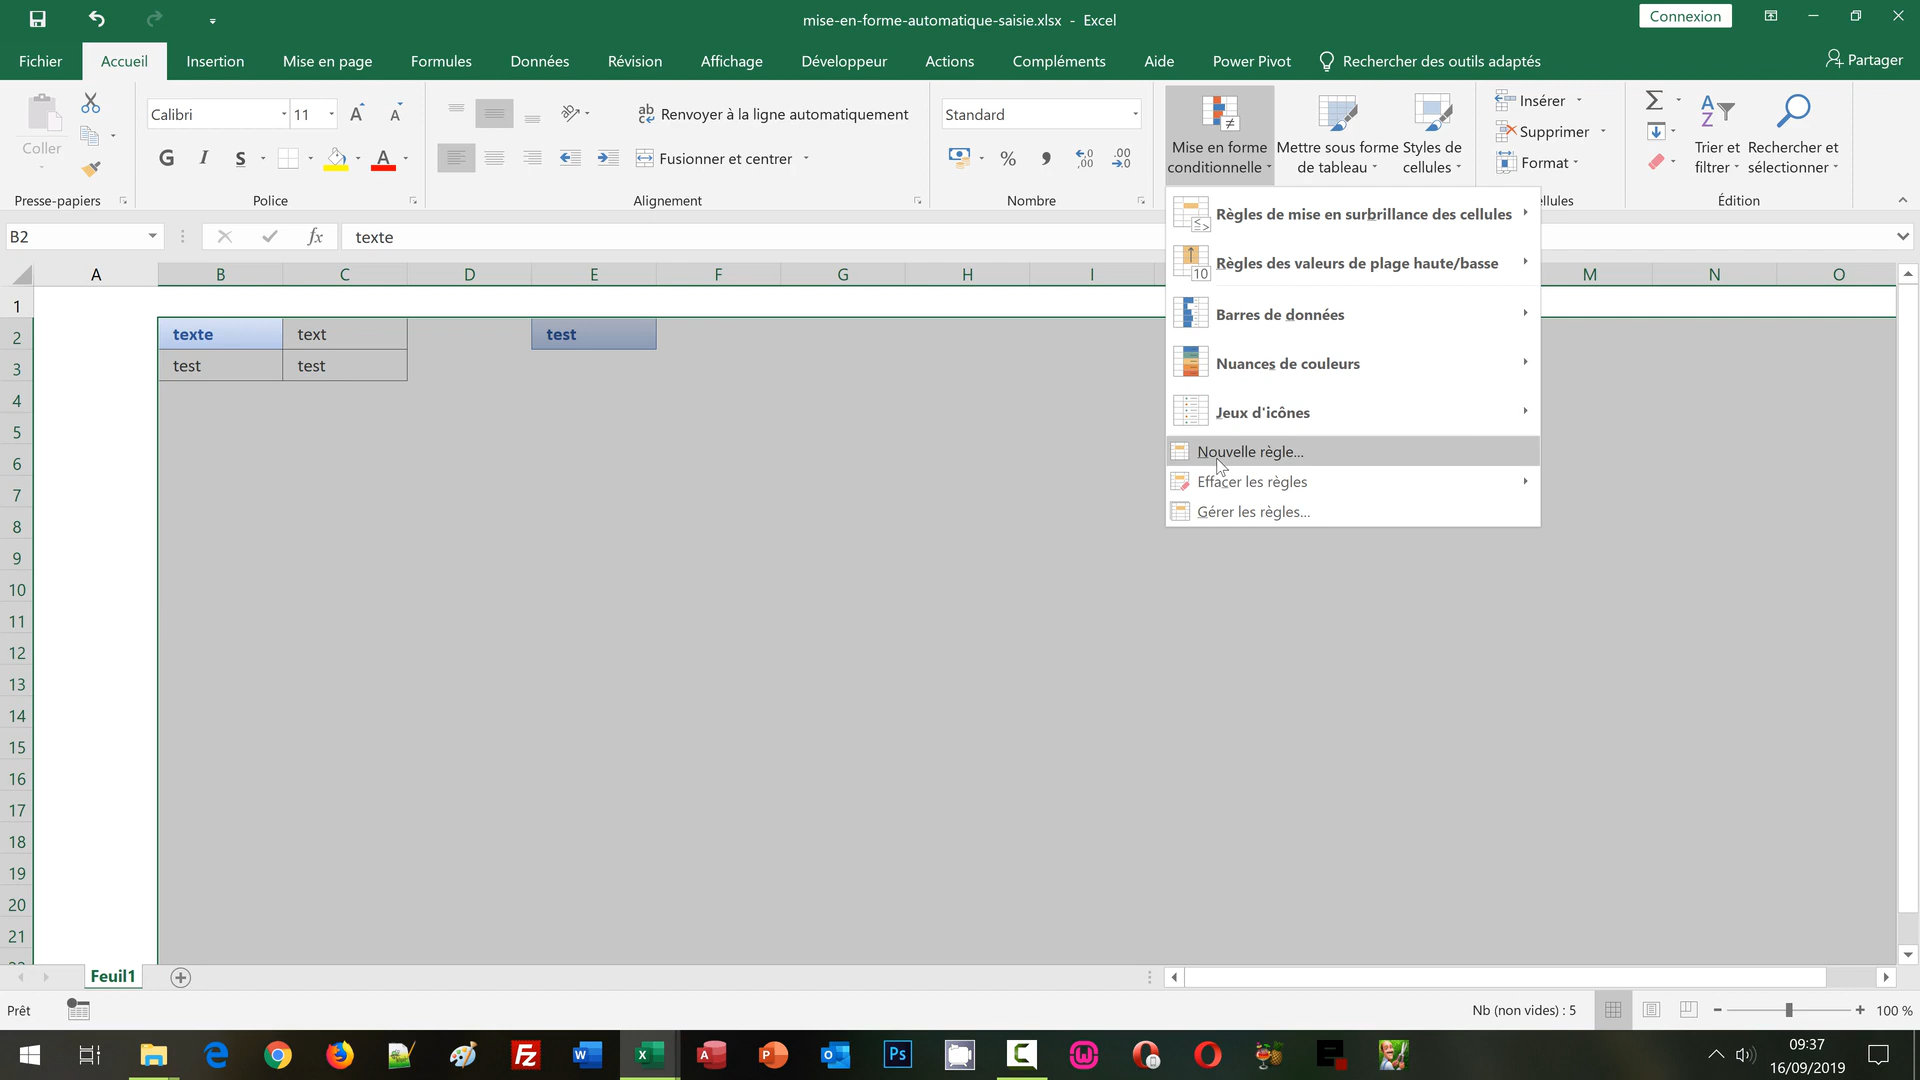 mise-en-forme-automatique-saisie.xlsx - Excel
Connexion
Fichier Accueil Insertion Mise en page Formules Données Révision Affichage Développeur Actions Compléments Aide Power Pivot Rechercher des outils adaptés Partager
Coller
Calibri 11
G I S
Renvoyer à la ligne automatiquement
Fusionner et centrer
Standard
% ,00
Mise en forme conditionnelle
Mettre sous forme de tableau
Styles de cellules
Insérer
Supprimer
Format
Trier et filtrer
Rechercher et sélectionner
Presse-papiers Police Alignement Nombre llules Édition
B2 fx texte
Règles de mise en surbrillance des cellules
Règles des valeurs de plage haute/basse
Barres de données
Nuances de couleurs
Jeux d'icônes
Nouvelle règle...
Effacer les règles
Gérer les règles...
A B C D E F G H I M N O
1
2 texte text test
3 test test
4
5
6
7
8
9
10
11
12
13
14
15
16
17
18
19
20
21
Feuil1
Prêt Nb (non vides) : 5 100 %
09:37
16/09/2019